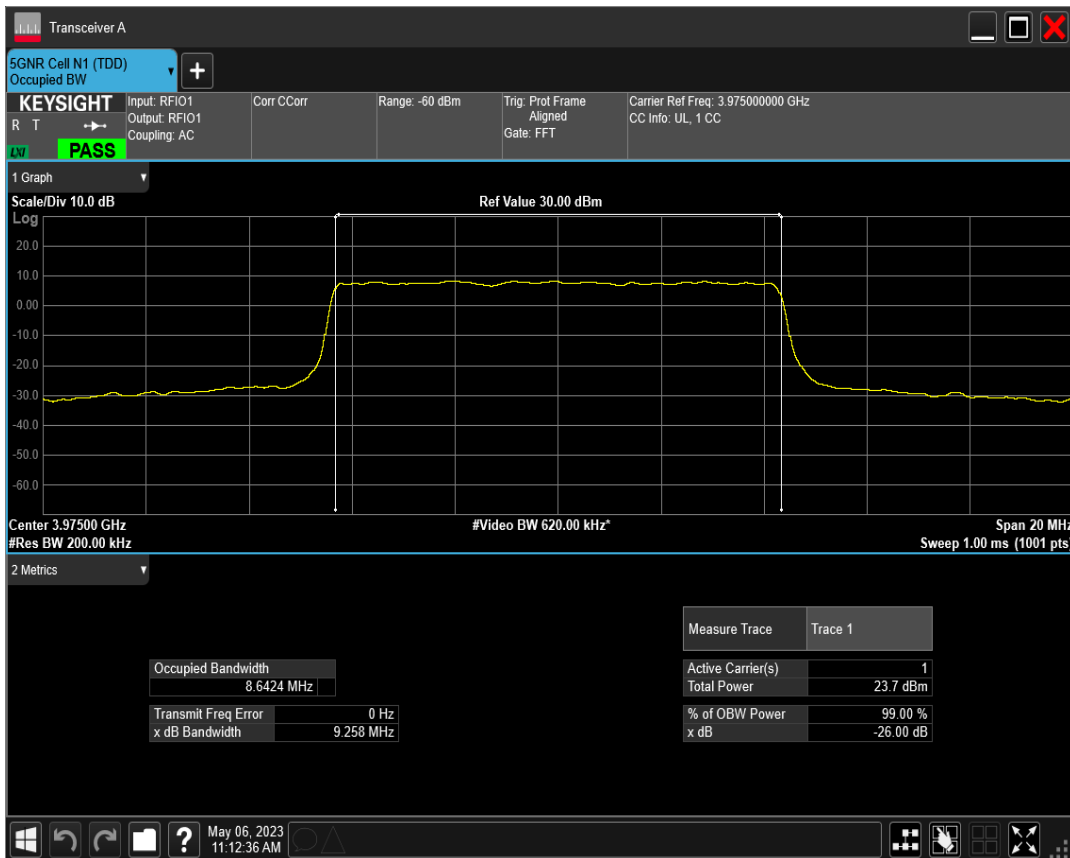 Transceiver A
5GNR Cell N1 (TDD)
Occupied BW
KEYSIGHT
R T
LXI
PASS
Input: RFIO1
Output: RFIO1
Coupling: AC
Corr CCorr
Range: -60 dBm
Trig: Prot Frame
Aligned
Gate: FFT
Carrier Ref Freq: 3.975000000 GHz
CC Info: UL, 1 CC
1 Graph
Scale/Div 10.0 dB
Ref Value 30.00 dBm
Log
20.0
10.0
0.00
-10.0
-20.0
-30.0
-40.0
-50.0
-60.0
Center 3.97500 GHz
#Video BW 620.00 kHz*
Span 20 MHz
#Res BW 200.00 kHz
Sweep 1.00 ms (1001 pts)
2 Metrics
Measure Trace Trace 1
Occupied Bandwidth
8.6424 MHz
Active Carrier(s) 1
Total Power 23.7 dBm
Transmit Freq Error 0 Hz
x dB Bandwidth 9.258 MHz
% of OBW Power 99.00 %
x dB -26.00 dB
?
May 06, 2023
11:12:36 AM